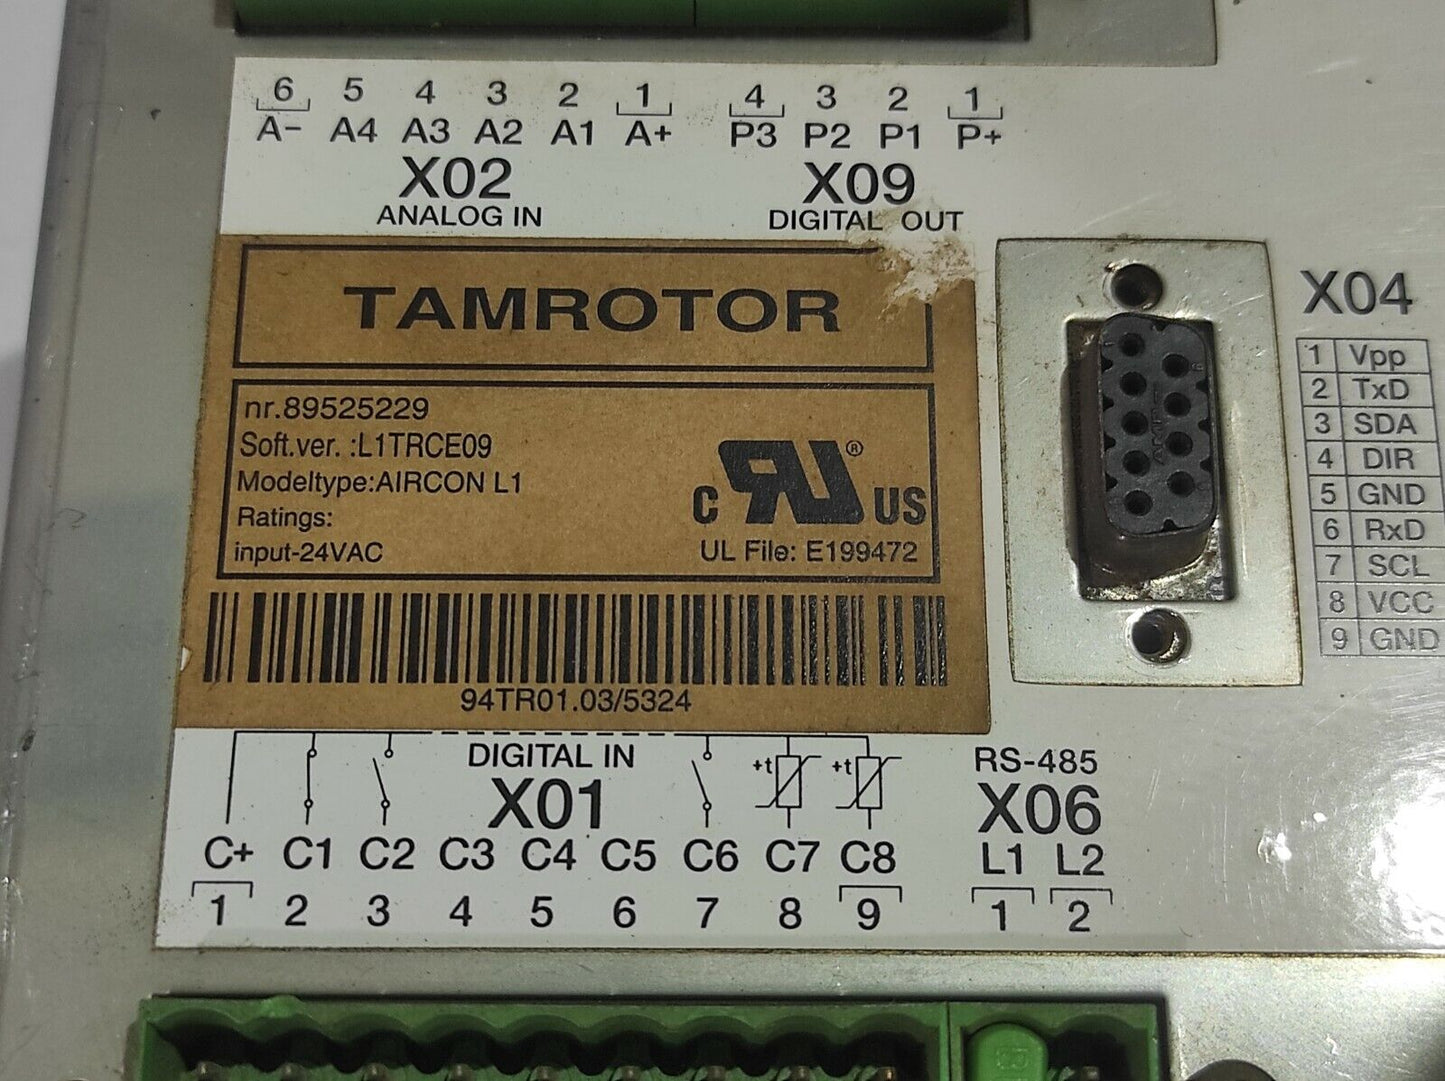 6 5 4 3 2 1 4 3 2 1
A- A4 A3 A2 A1 A+ P3 P2 P1 P+
X02 X09
ANALOG IN DIGITAL OUT
TAMROTOR
nr.89525229
Soft.ver. :L1TRCE09
Modeltype:AIRCON L1
Ratings:
input-24VAC
C RU ® US
UL File: E199472
94TR01.03/5324
X04
1 Vpp
2 TxD
3 SDA
4 DIR
5 GND
6 RxD
7 SCL
8 VCC
9 GND
DIGITAL IN
X01
+t +t
C+ C1 C2 C3 C4 C5 C6 C7 C8
1 2 3 4 5 6 7 8 9
RS-485
X06
L1 L2
1 2